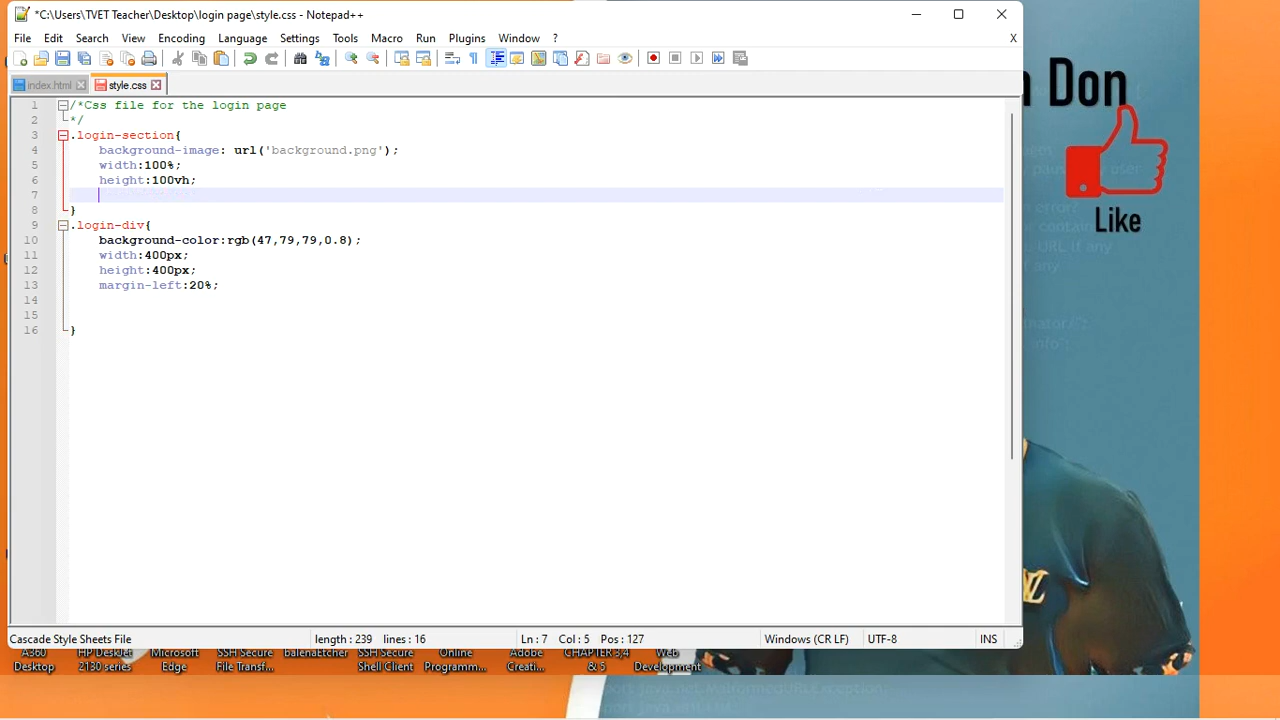 *C:\Users\TVET Teacher\Desktop\login page\style.css - Notepad++
File Edit Search View Encoding Language Settings Tools Macro Run Plugins Window ? X
index.html style.css
1 /*Css file for the login page
2 */
3 .login-section{
4 background-image: url('background.png');
5 width:100%;
6 height:100vh;
7
8 }
9 .login-div{
10 background-color:rgb(47,79,79,0.8);
11 width:400px;
12 height:400px;
13 margin-left:20%;
14
15
16 }
Cascade Style Sheets File length : 239 lines : 16 Ln : 7 Col : 5 Pos : 127 Windows (CR LF) UTF-8 INS
A360 Desktop
HP DeskJet 2130 series
Microsoft Edge
SSH Secure File Transf...
balenaEtcher
SSH Secure Shell Client
Online Programm...
Adobe Creati...
CHAPTER 3,4 & 5
Web Development
Don
Like
port java.net.MalformedURLException;